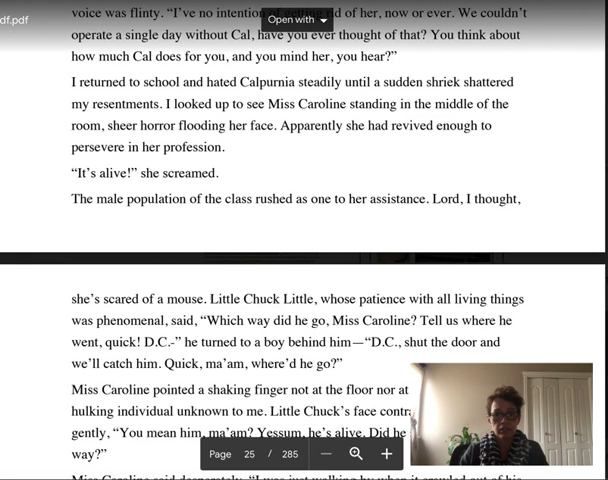 df.pdf
Open with
voice was flinty. “I’ve no intention of getting rid of her, now or ever. We couldn’t
operate a single day without Cal, have you ever thought of that? You think about
how much Cal does for you, and you mind her, you hear?”
I returned to school and hated Calpurnia steadily until a sudden shriek shattered
my resentments. I looked up to see Miss Caroline standing in the middle of the
room, sheer horror flooding her face. Apparently she had revived enough to
persevere in her profession.
“It’s alive!” she screamed.
The male population of the class rushed as one to her assistance. Lord, I thought,
she’s scared of a mouse. Little Chuck Little, whose patience with all living things
was phenomenal, said, “Which way did he go, Miss Caroline? Tell us where he
went, quick! D.C.-” he turned to a boy behind him—“D.C., shut the door and
we’ll catch him. Quick, ma’am, where’d he go?”
Miss Caroline pointed a shaking finger not at the floor nor at
hulking individual unknown to me. Little Chuck’s face
gently, “You mean him, ma’am? Yessum, he’s alive. Did he
way?”
Page 25 / 285